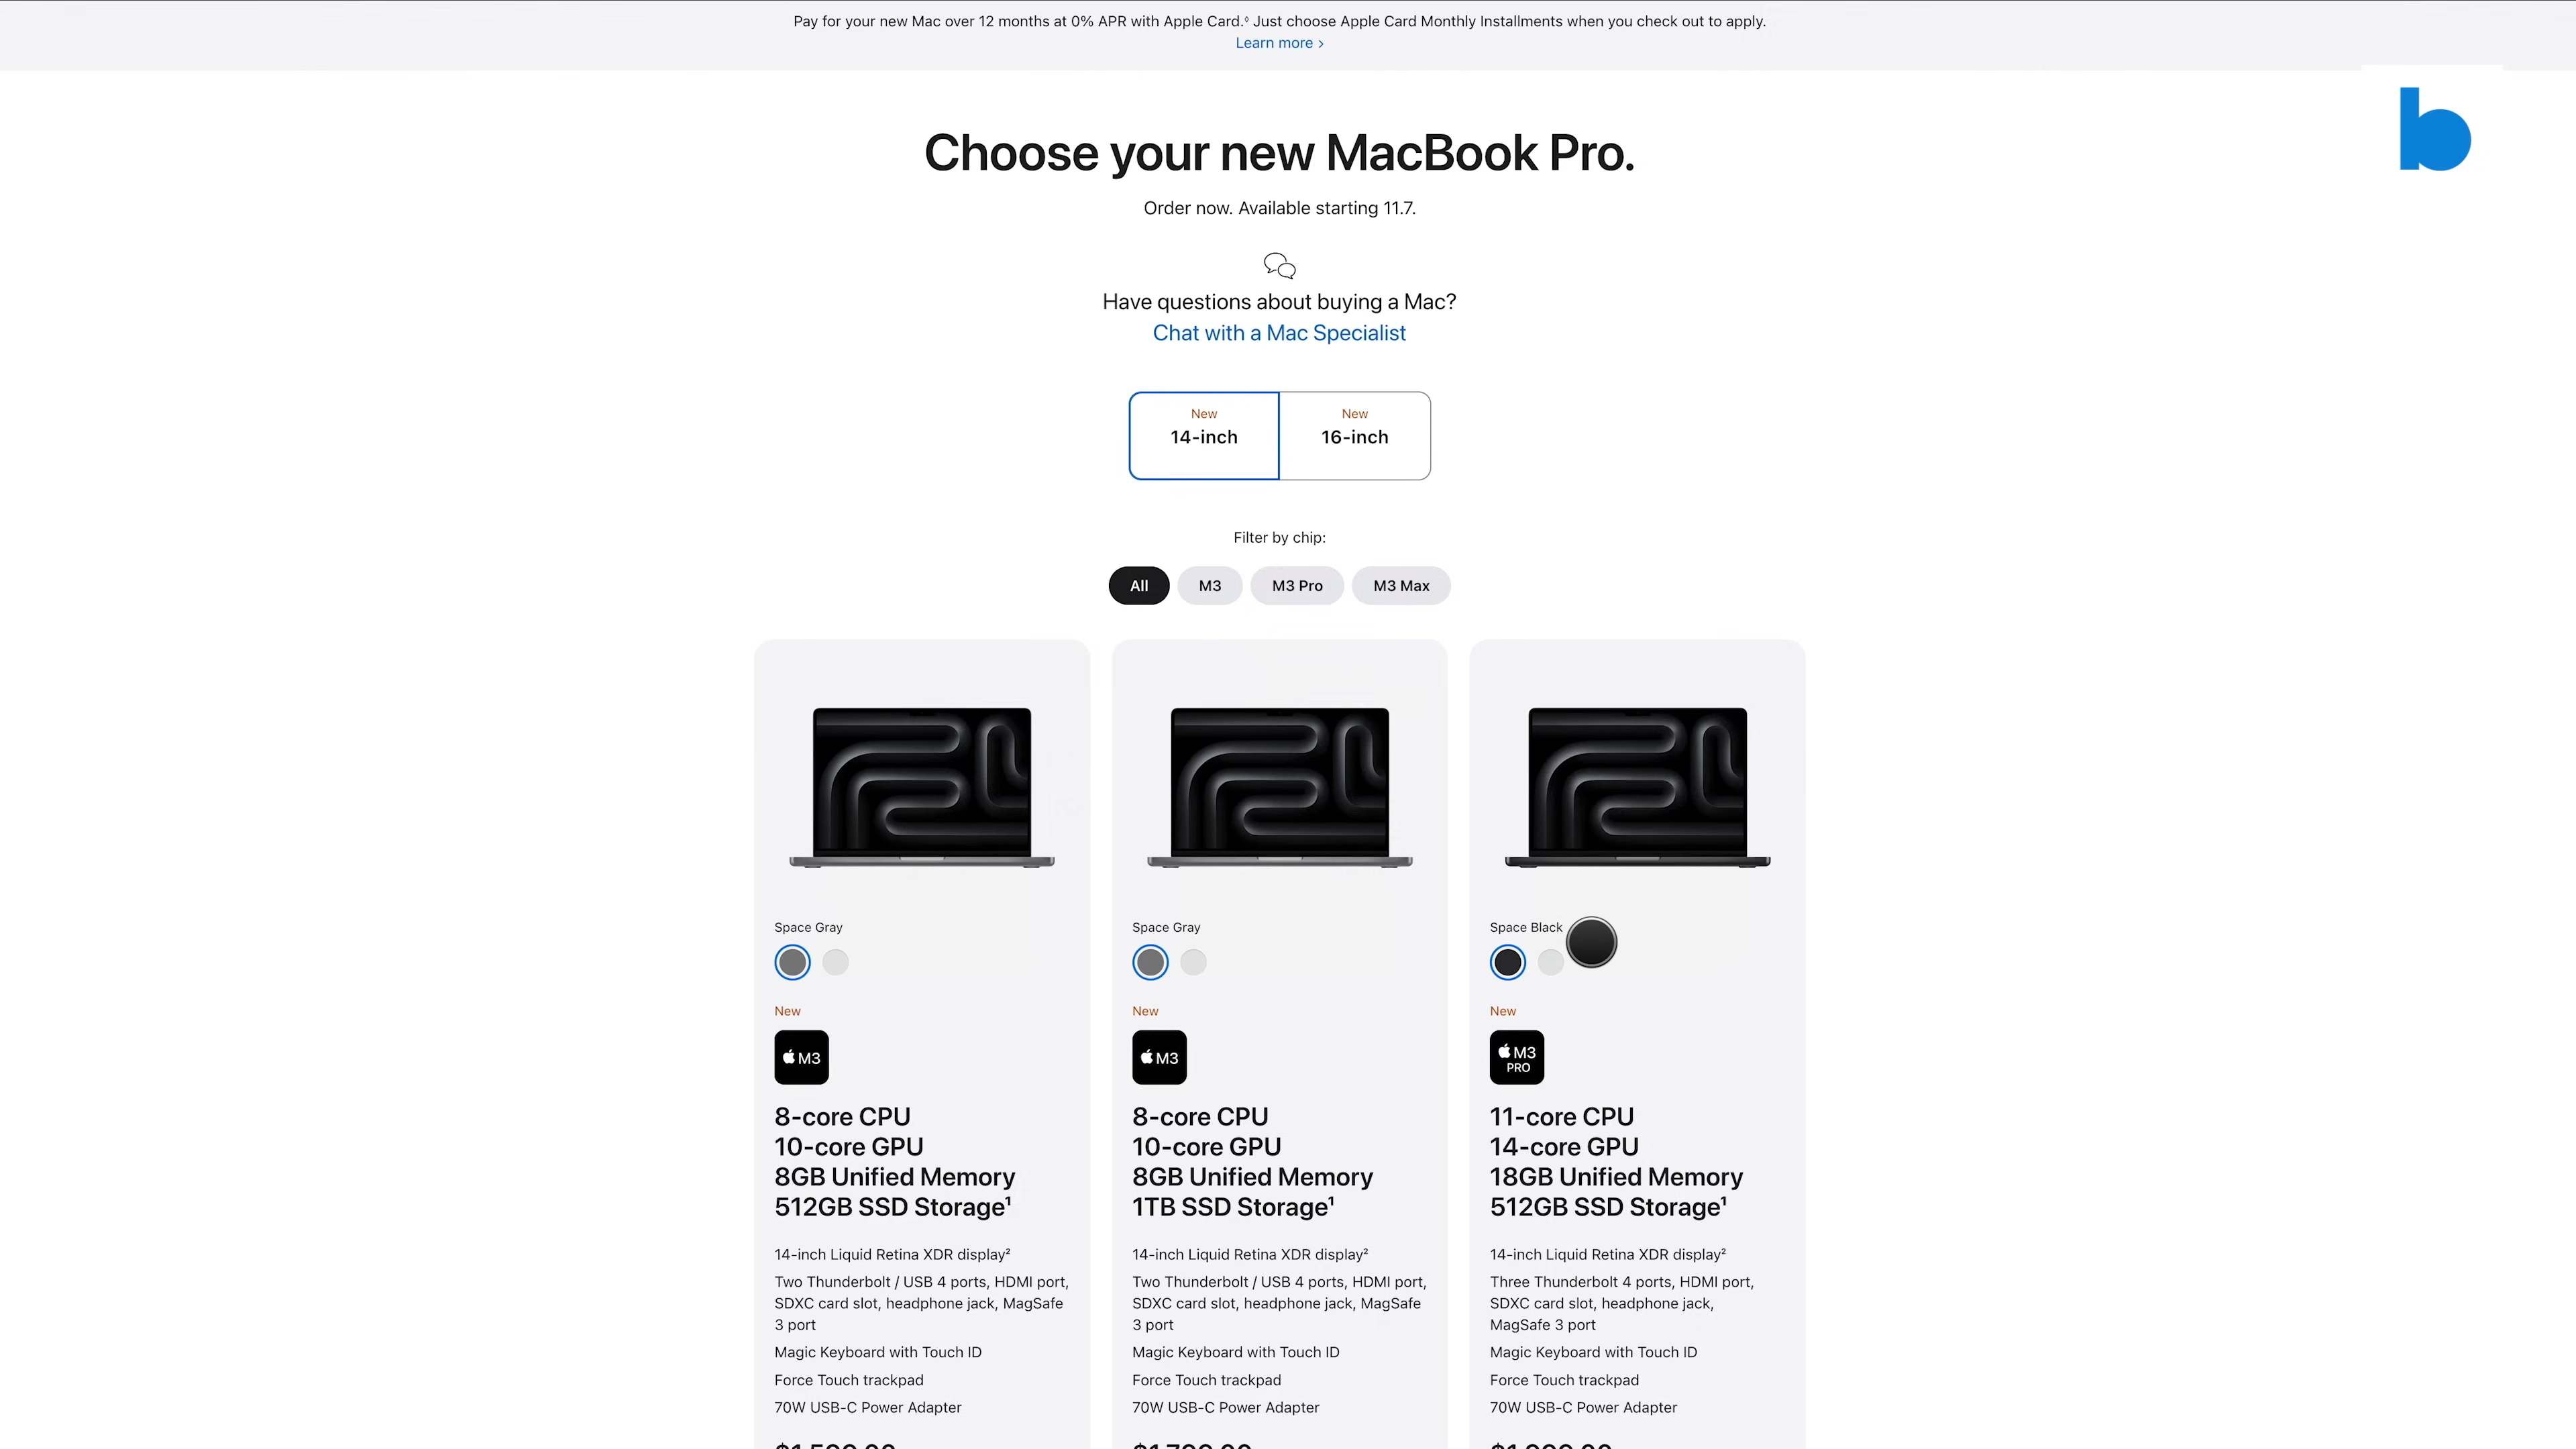 Pay for your new Mac over 12 months at 0% APR with Apple Card.◊ Just choose Apple Card Monthly Installments when you check out to apply.
Learn more >
b
Choose your new MacBook Pro.
Order now. Available starting 11.7.
Have questions about buying a Mac?
Chat with a Mac Specialist
New
14-inch
New
16-inch
Filter by chip:
All
M3
M3 Pro
M3 Max
Space Gray
New
M3
8-core CPU
10-core GPU
8GB Unified Memory
512GB SSD Storage¹
14-inch Liquid Retina XDR display²
Two Thunderbolt / USB 4 ports, HDMI port,
SDXC card slot, headphone jack, MagSafe
3 port
Magic Keyboard with Touch ID
Force Touch trackpad
70W USB-C Power Adapter
Space Gray
New
M3
8-core CPU
10-core GPU
8GB Unified Memory
1TB SSD Storage¹
14-inch Liquid Retina XDR display²
Two Thunderbolt / USB 4 ports, HDMI port,
SDXC card slot, headphone jack, MagSafe
3 port
Magic Keyboard with Touch ID
Force Touch trackpad
70W USB-C Power Adapter
Space Black
New
M3
PRO
11-core CPU
14-core GPU
18GB Unified Memory
512GB SSD Storage¹
14-inch Liquid Retina XDR display²
Three Thunderbolt 4 ports, HDMI port,
SDXC card slot, headphone jack,
MagSafe 3 port
Magic Keyboard with Touch ID
Force Touch trackpad
70W USB-C Power Adapter